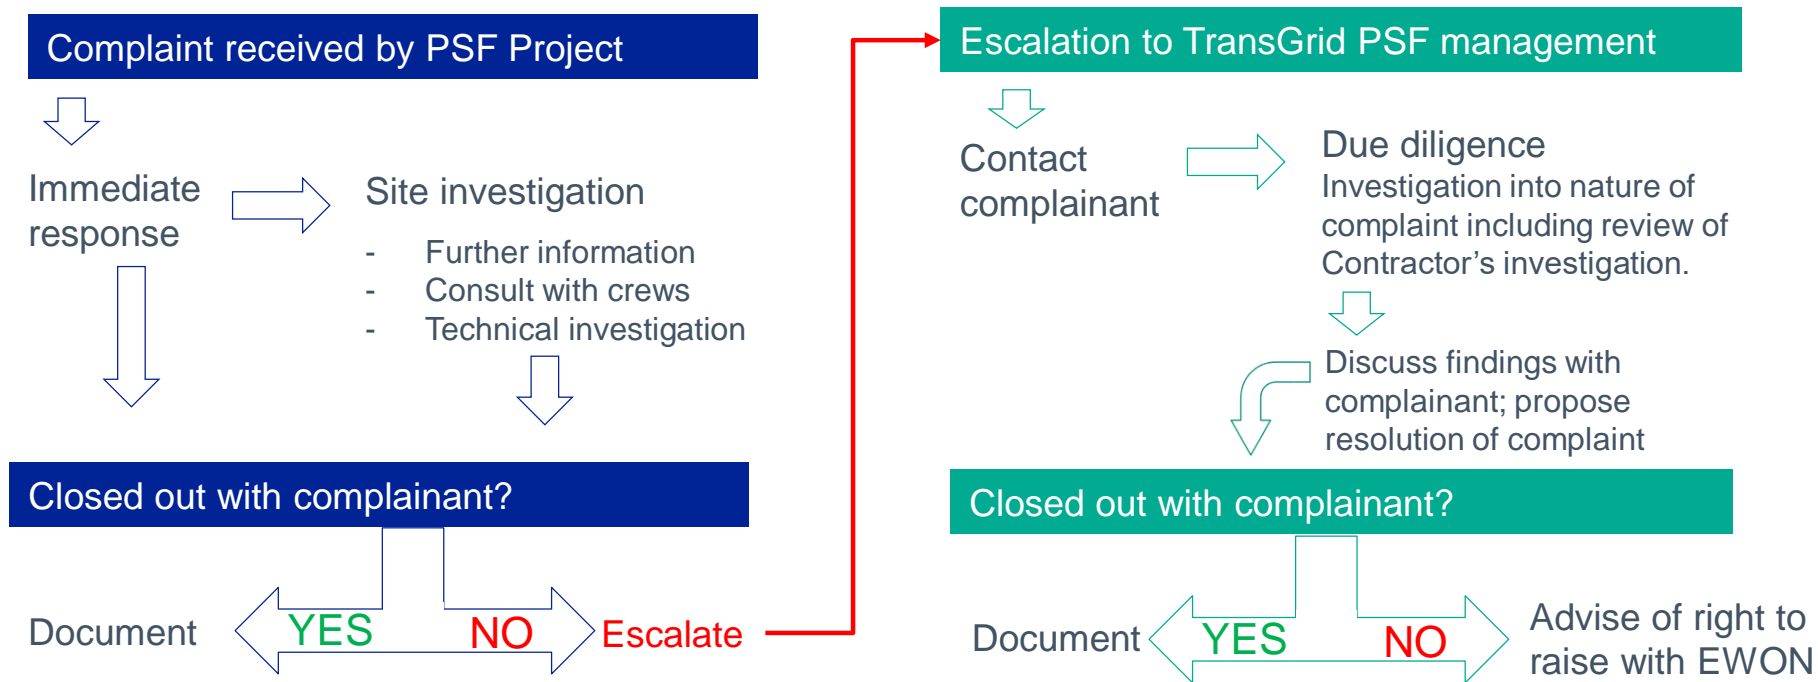 Complaint received by PSF Project
Immediate
response
Site investigation
- Further information
- Consult with crews
- Technical investigation
Closed out with complainant?
Document
YES
NO
Escalate
Escalation to TransGrid PSF management
Contact
complainant
Due diligence
Investigation into nature of
complaint including review of
Contractor’s investigation.
Discuss findings with
complainant; propose
resolution of complaint
Closed out with complainant?
Document
YES
NO
Advise of right to
raise with EWON